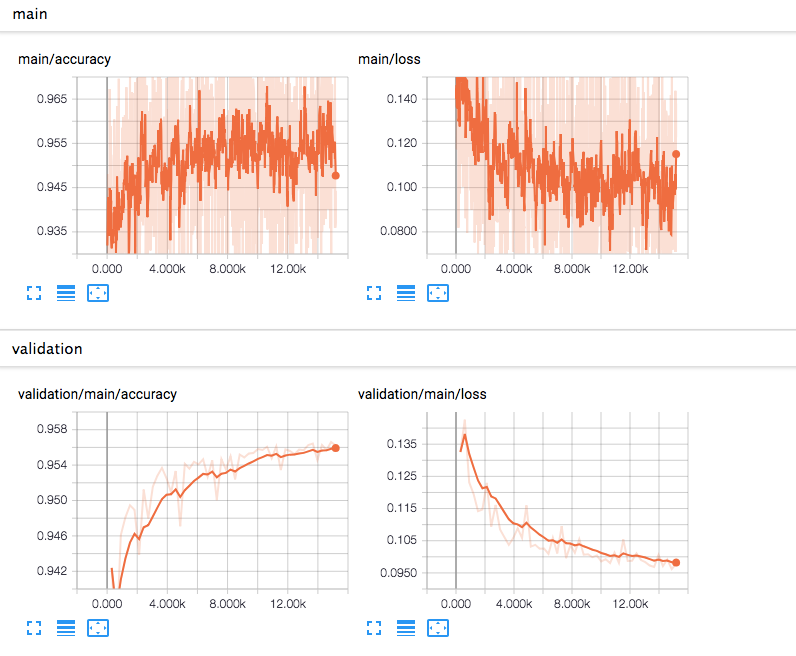 main
main/accuracy main/loss
0.965 0.140
0.955 0.120
0.945 0.100
0.935 0.0800
0.000 4.000k 8.000k 12.00k 0.000 4.000k 8.000k 12.00k
validation
validation/main/accuracy validation/main/loss
0.958 0.135
0.954 0.125
0.950 0.115
0.946 0.105
0.942 0.0950
0.000 4.000k 8.000k 12.00k 0.000 4.000k 8.000k 12.00k